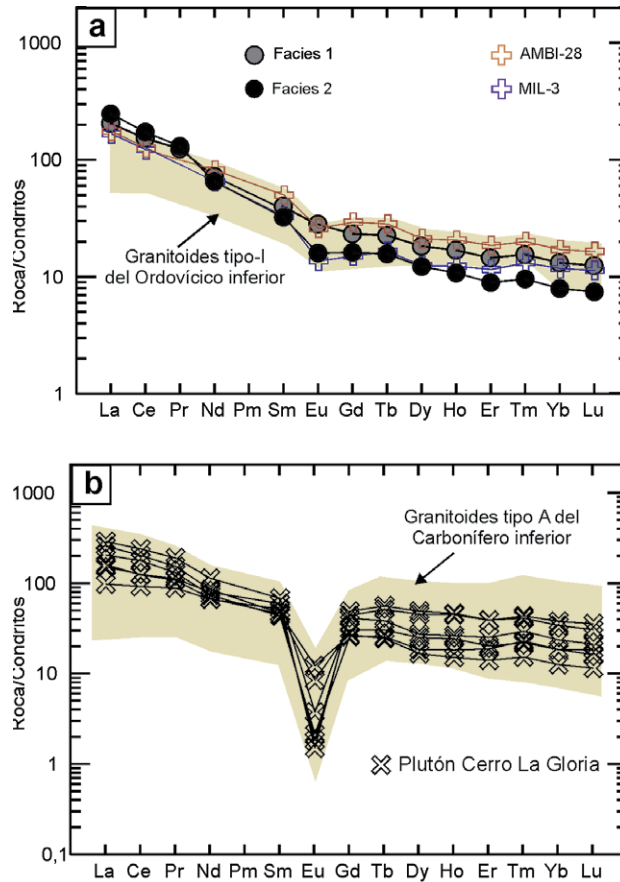 a
1000
100
10
1
Roca/Condritos
Facies 1
Facies 2
AMBI-28
MIL-3
Granitoides tipo-I
del Ordovícico inferior
La Ce Pr Nd Pm Sm Eu Gd Tb Dy Ho Er Tm Yb Lu
b
1000
100
10
1
0,1
Roca/Condritos
Granitoides tipo A del
Carbonífero inferior
Plutón Cerro La Gloria
La Ce Pr Nd Pm Sm Eu Gd Tb Dy Ho Er Tm Yb Lu